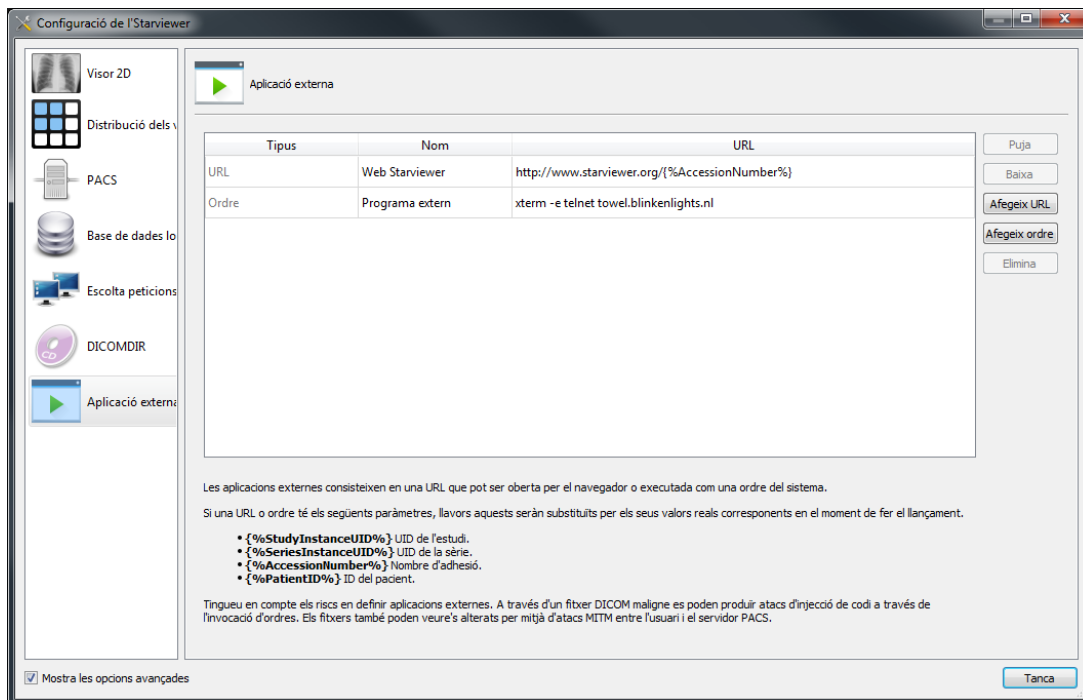 Configuració de l'Starviewer
Visor 2D
Distribució dels v
PACS
Base de dades lo
Escolta peticions
CD
DICOMDIR
Aplicació externa
Aplicació externa
Tipus Nom URL
URL Web Starviewer http://www.starviewer.org/{%AccessionNumber%}
Ordre Programa extern xterm -e telnet towel.blinkenlights.nl
Puja
Baixa
Afegeix URL
Afegeix ordre
Elimina
Les aplicacions externes consisteixen en una URL que pot ser oberta per el navegador o executada com una ordre del sistema.
Si una URL o ordre té els següents paràmetres, llavors aquests seràn substituïts per els seus valors reals corresponents en el moment de fer el llançament.
• {%StudyInstanceUID%} UID de l'estudi.
• {%SeriesInstanceUID%} UID de la sèrie.
• {%AccessionNumber%} Nombre d'adhesió.
• {%PatientID%} ID del pacient.
Tingueu en compte els riscs en definir aplicacions externes. A través d'un fitxer DICOM maligne es poden produïr atacs d'injecció de codi a través de
l'invocació d'ordres. Els fitxers també poden veure's alterats per mitjà d'atacs MITM entre l'usuari i el servidor PACS.
Mostra les opcions avançades
Tanca